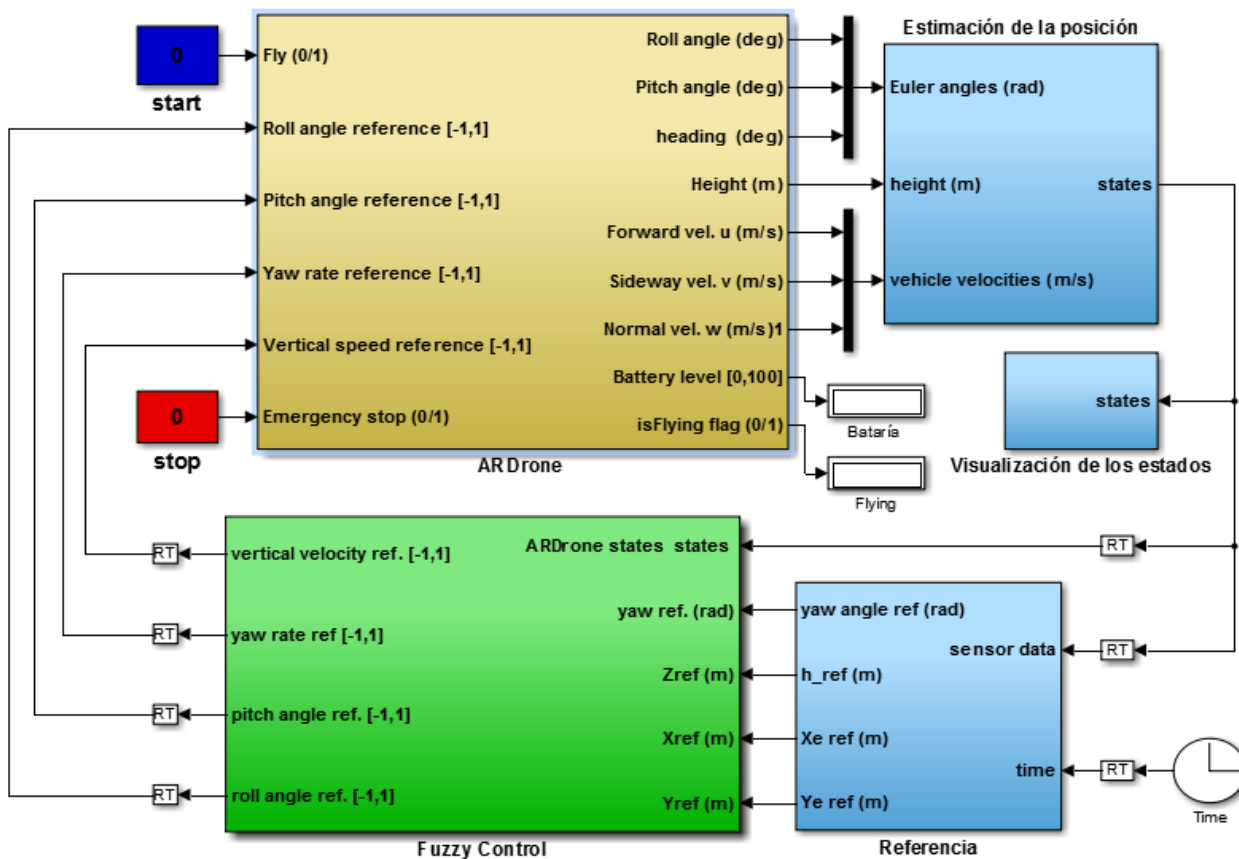 0
start
Fly (0/1)
Roll angle reference [-1,1]
Pitch angle reference [-1,1]
Yaw rate reference [-1,1]
Vertical speed reference [-1,1]
Emergency stop (0/1)
0
stop
Roll angle (deg)
Pitch angle (deg)
heading (deg)
Height (m)
Forward vel. u (m/s)
Sideway vel. v (m/s)
Normal vel. w (m/s)1
Battery level [0,100]
isFlying flag (0/1)
ARDrone
Estimación de la posición
Euler angles (rad)
height (m)
states
vehicle velocities (m/s)
Bataría
Flying
states
Visualización de los estados
RT
vertical velocity ref. [-1,1]
RT
yaw rate ref [-1,1]
RT
pitch angle ref. [-1,1]
RT
roll angle ref. [-1,1]
ARDrone states states
yaw ref. (rad)
Zref (m)
Xref (m)
Yref (m)
Fuzzy Control
yaw angle ref (rad)
sensor data
h_ref (m)
Xe ref (m)
time
Ye ref (m)
Referencia
RT
RT
RT
Time